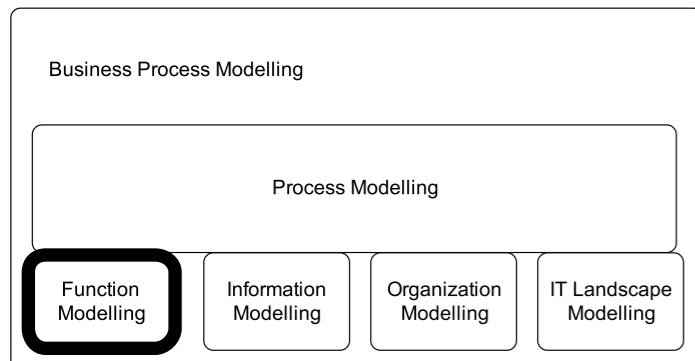 Business Process Modelling
Process Modelling
Function
Modelling
Information
Modelling
Organization
Modelling
IT Landscape
Modelling